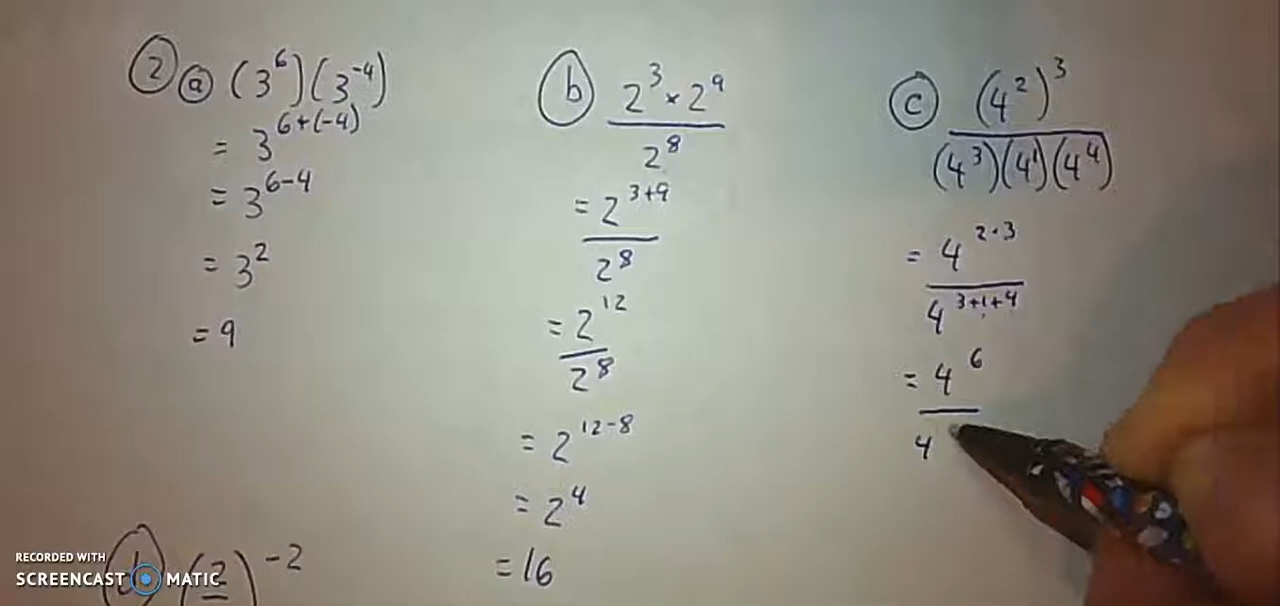 2 a (3^6)(3^-4)
= 3^6+(-4)
= 3^6-4
= 3^2
= 9
b 2^3 × 2^9
2^8
= 2^3+9
2^8
= 2^12
2^8
= 2^12-8
= 2^4
= 16
c (4^2)^3
(4^3)(4^1)(4^4)
= 4^2·3
4^3+1+4
= 4^6
4
d (2)^-2
RECORDED WITH
SCREENCAST MATIC